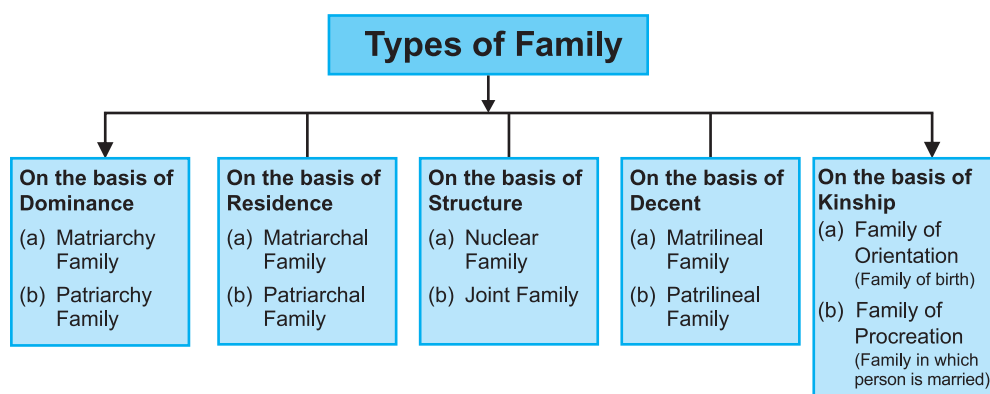 Types of Family
On the basis of
Dominance
(a) Matriarchy
Family
(b) Patriarchy
Family
On the basis of
Residence
(a) Matriarchal
Family
(b) Patriarchal
Family
On the basis of
Structure
(a) Nuclear
Family
(b) Joint Family
On the basis of
Decent
(a) Matrilineal
Family
(b) Patrilineal
Family
On the basis of
Kinship
(a) Family of
Orientation
(Family of birth)
(b) Family of
Procreation
(Family in which
person is married)